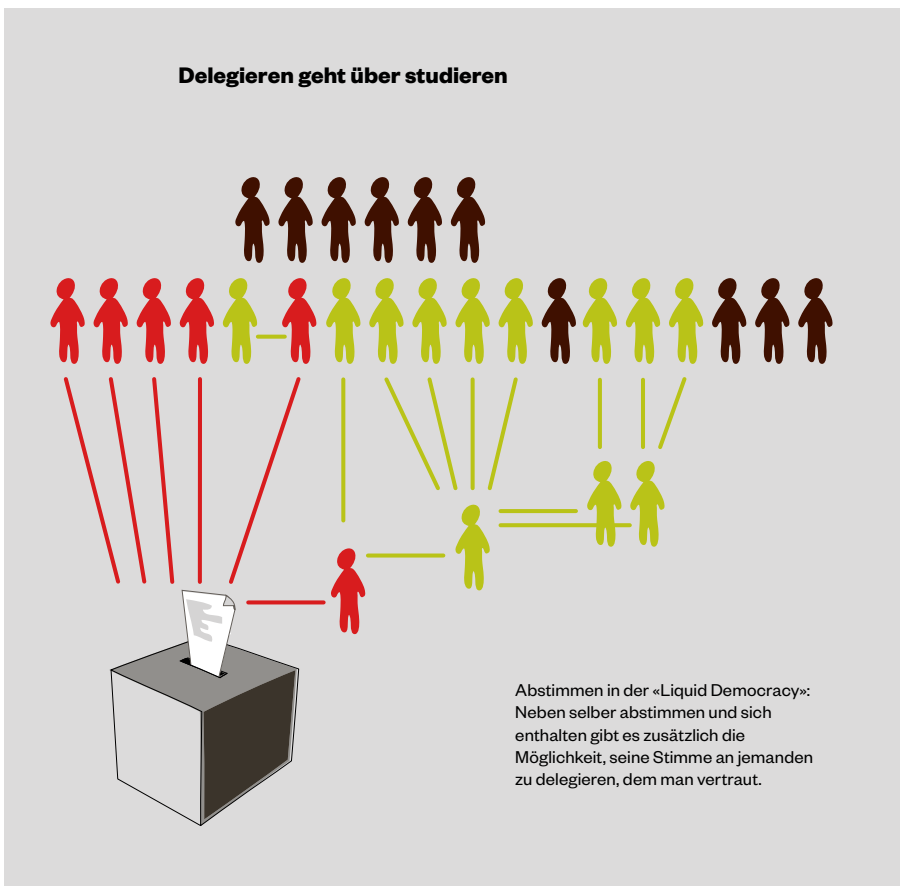 Delegieren geht über studieren
Abstimmen in der «Liquid Democracy»:
Neben selber abstimmen und sich
enthalten gibt es zusätzlich die
Möglichkeit, seine Stimme an jemanden
zu delegieren, dem man vertraut.